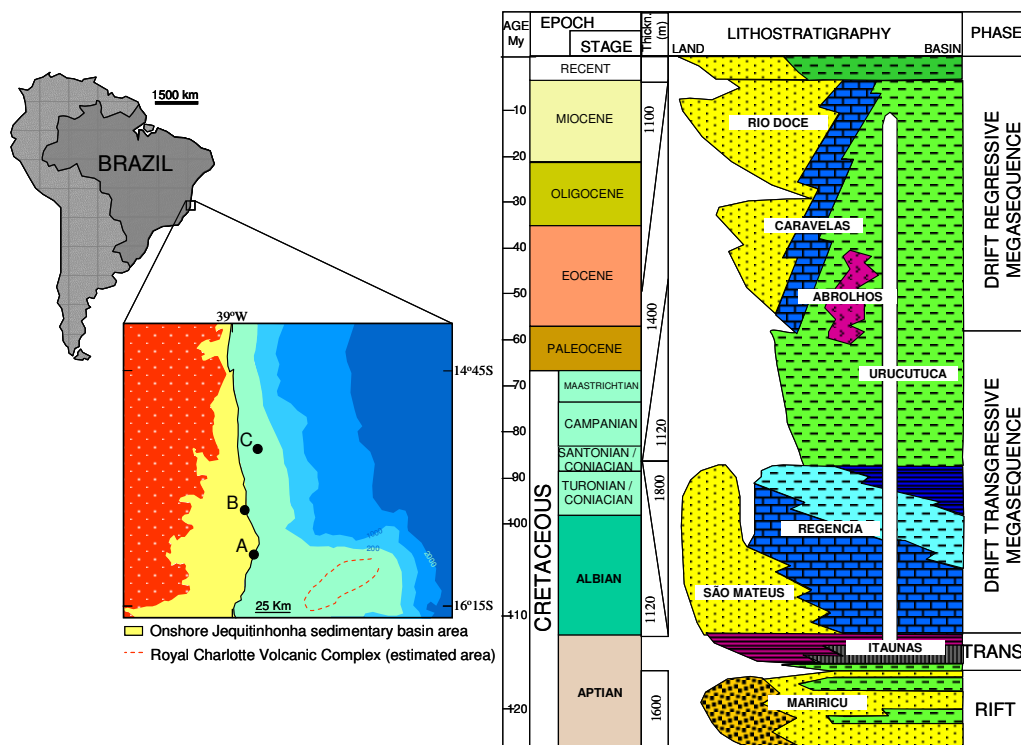 1500 km
BRAZIL
39ºW
14º45S
C
B
A
1000
200
2000
25 Km
16º15S
Onshore Jequitinhonha sedimentary basin area
Royal Charlotte Volcanic Complex (estimated area)
AGE
My
EPOCH
STAGE
Thickn.
(m)
LITHOSTRATIGRAPHY
LAND
BASIN
PHASE
RECENT
10
MIOCENE
20
OLIGOCENE
30
40
EOCENE
50
60
PALEOCENE
70
MAASTRICHTIAN
CAMPANIAN
80
SANTONIAN /
CONIACIAN
90
TURONIAN /
CONIACIAN
100
ALBIAN
110
APTIAN
120
CRETACEOUS
1100
1400
1120
1800
1120
1600
RIO DOCE
CARAVELAS
ABROLHOS
URUCUTUCA
REGENCIA
SÃO MATEUS
ITAUNAS
MARIRICU
DRIFT REGRESSIVE
MEGASEQUENCE
DRIFT TRANSGRESSIVE
MEGASEQUENCE
TRANS
RIFT